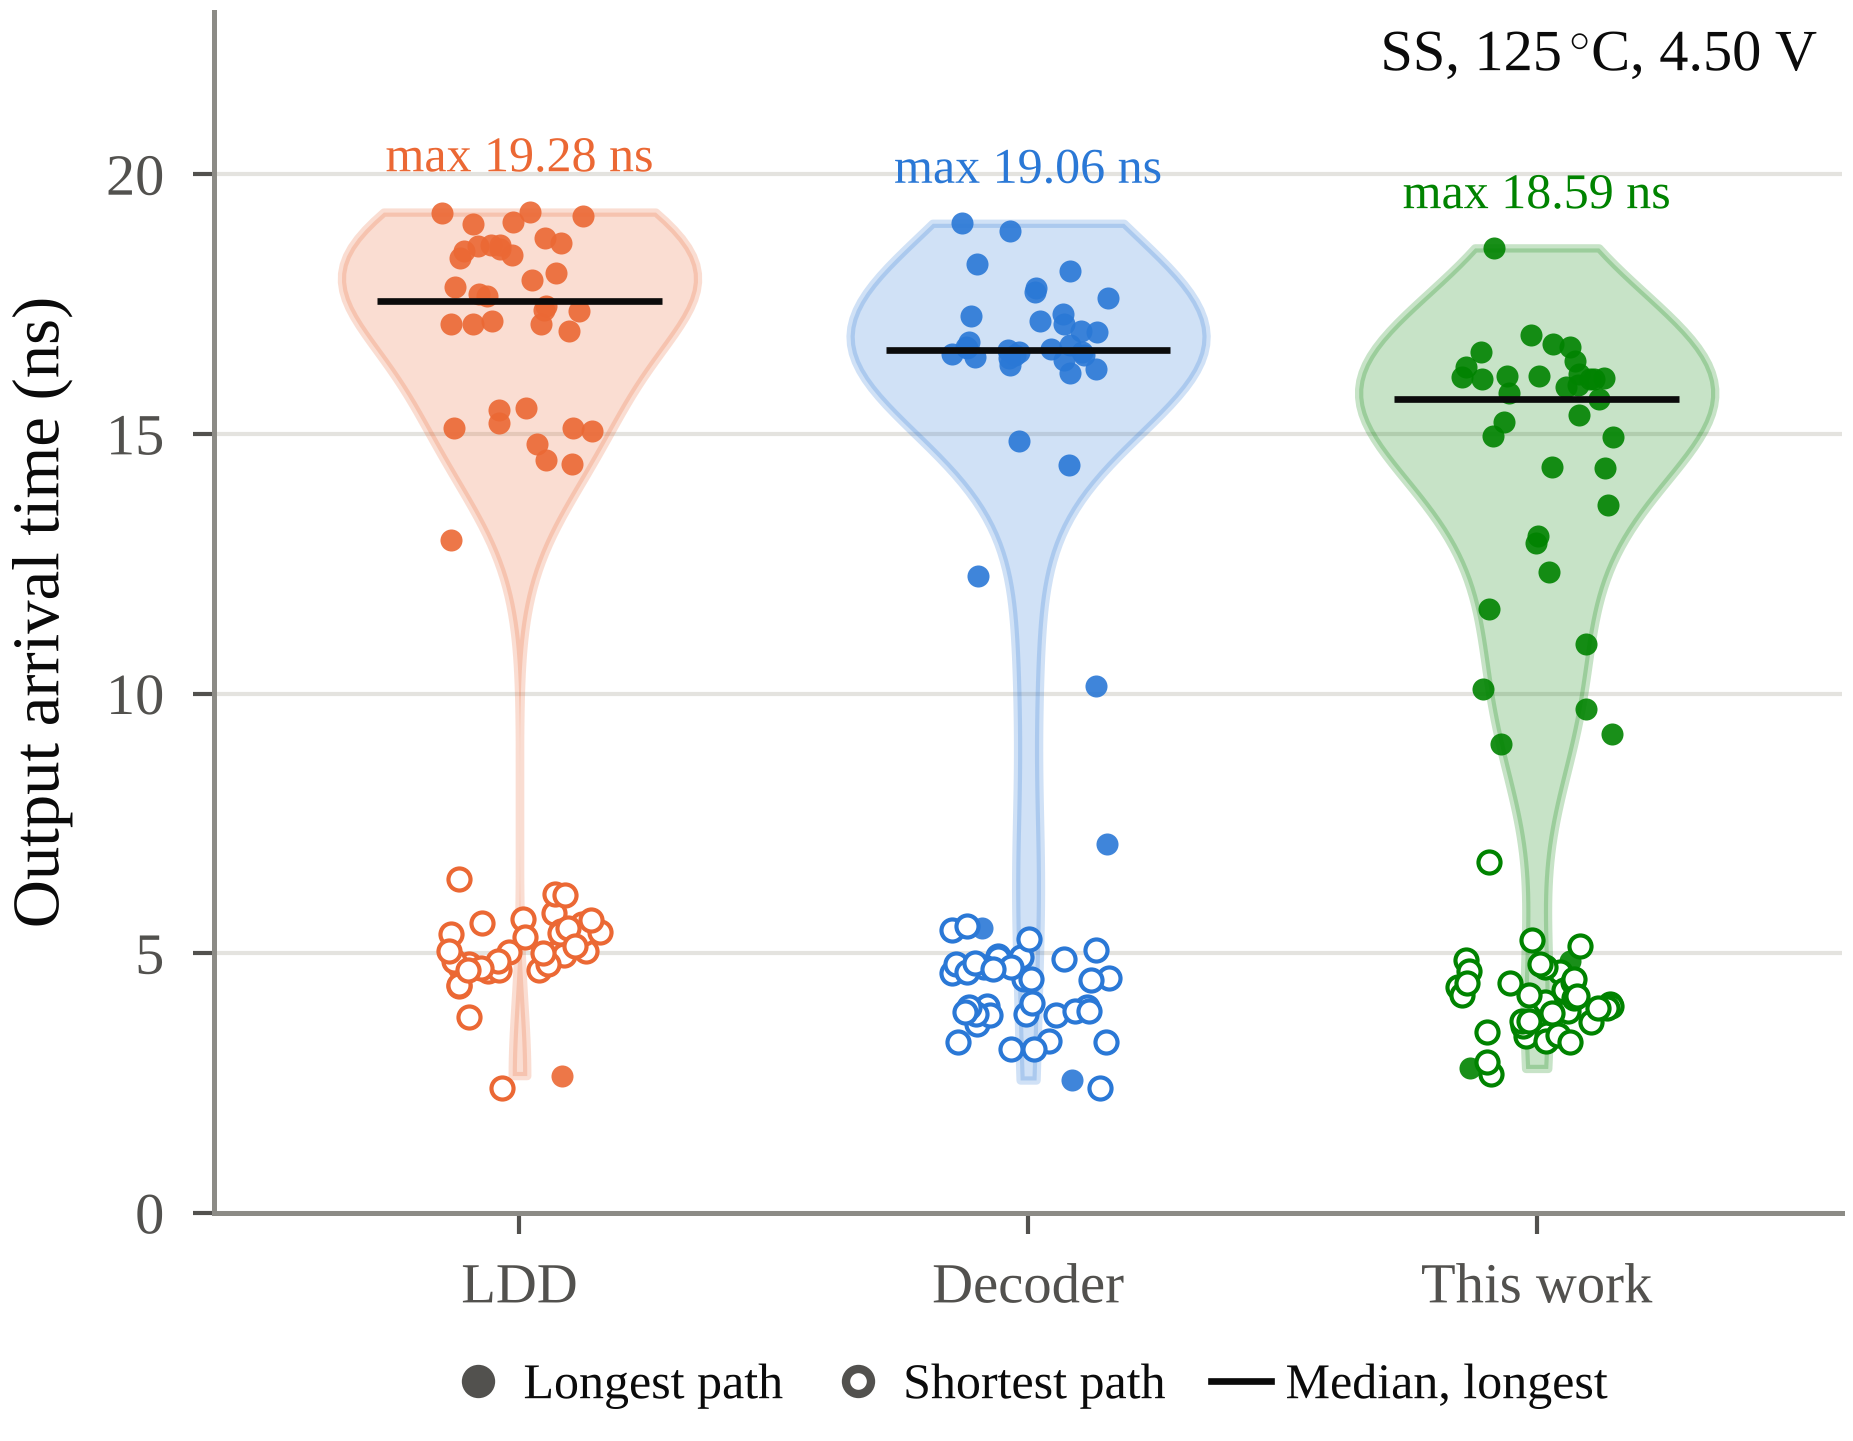 SS, 125 °C, 4.50 V
max 19.28 ns
max 19.06 ns
max 18.59 ns
Output arrival time (ns)
20
15
10
5
0
LDD
Decoder
This work
Longest path
Shortest path
Median, longest